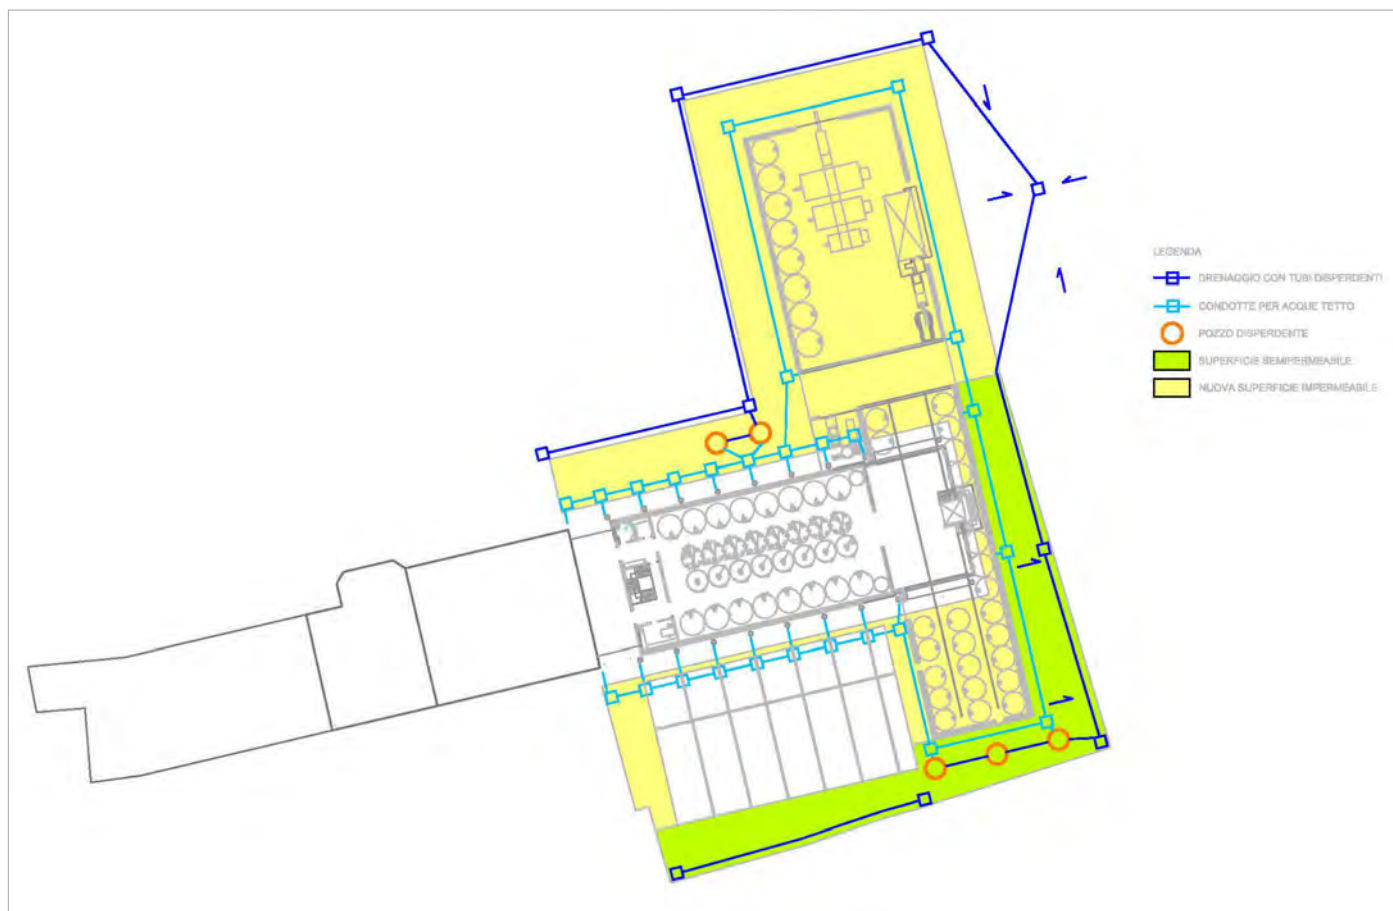 LEGENDA
DRENAGGIO CON TUBI DISPERDENTI
CONDOTTE PER ACQUE TETTO
POZZO DISPERDENTE
SUPERFICIE SEMIPERMEABILE
NUOVA SUPERFICIE IMPERMEABILE